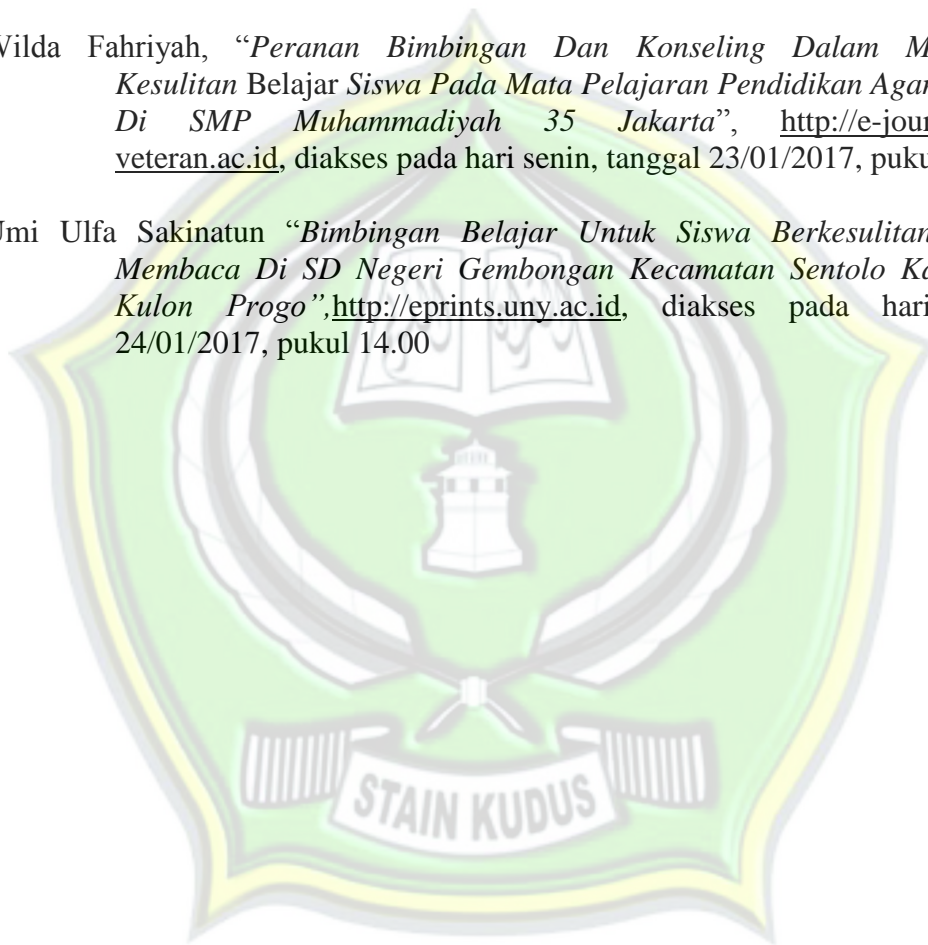 Wilda Fahriyah, “Peranan Bimbingan Dan Konseling Dalam
Kesulitan Belajar Siswa Pada Mata Pelajaran Pendidikan
Di SMP Muhammadiyah 35 Jakarta”, http://e-jour
veteran.ac.id, diakses pada hari senin, tanggal 23/01/2017,
Umi Ulfa Sakinatun “Bimbingan Belajar Untuk Siswa Berkesulitan
Membaca Di SD Negeri Gembongan Kecamatan Sentolo
Kulon Progo”,http://eprints.uny.ac.id, diakses pada hari
24/01/2017, pukul 14.00
STAIN KUDUS